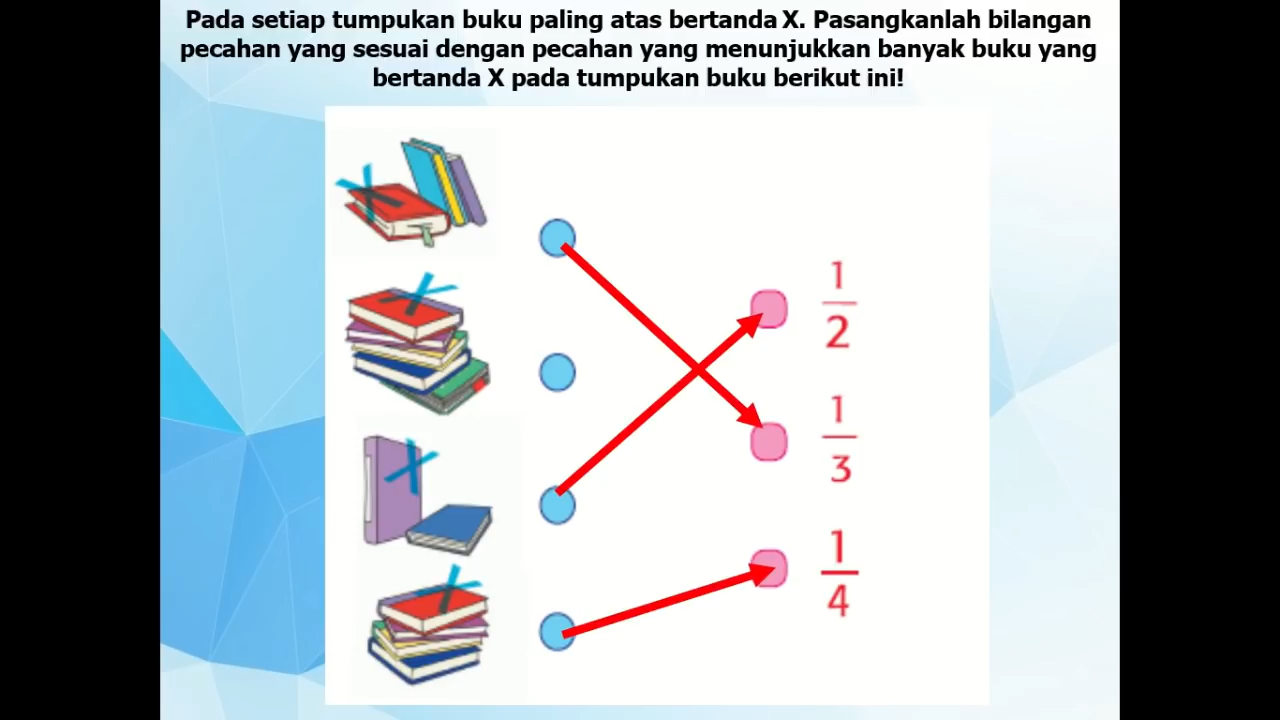 Pada setiap tumpukan buku paling atas bertanda X. Pasangkanlah bilangan
pecahan yang sesuai dengan pecahan yang menunjukkan banyak buku yang
bertanda X pada tumpukan buku berikut ini!
X
1/2
X
1/3
X
1/4
X